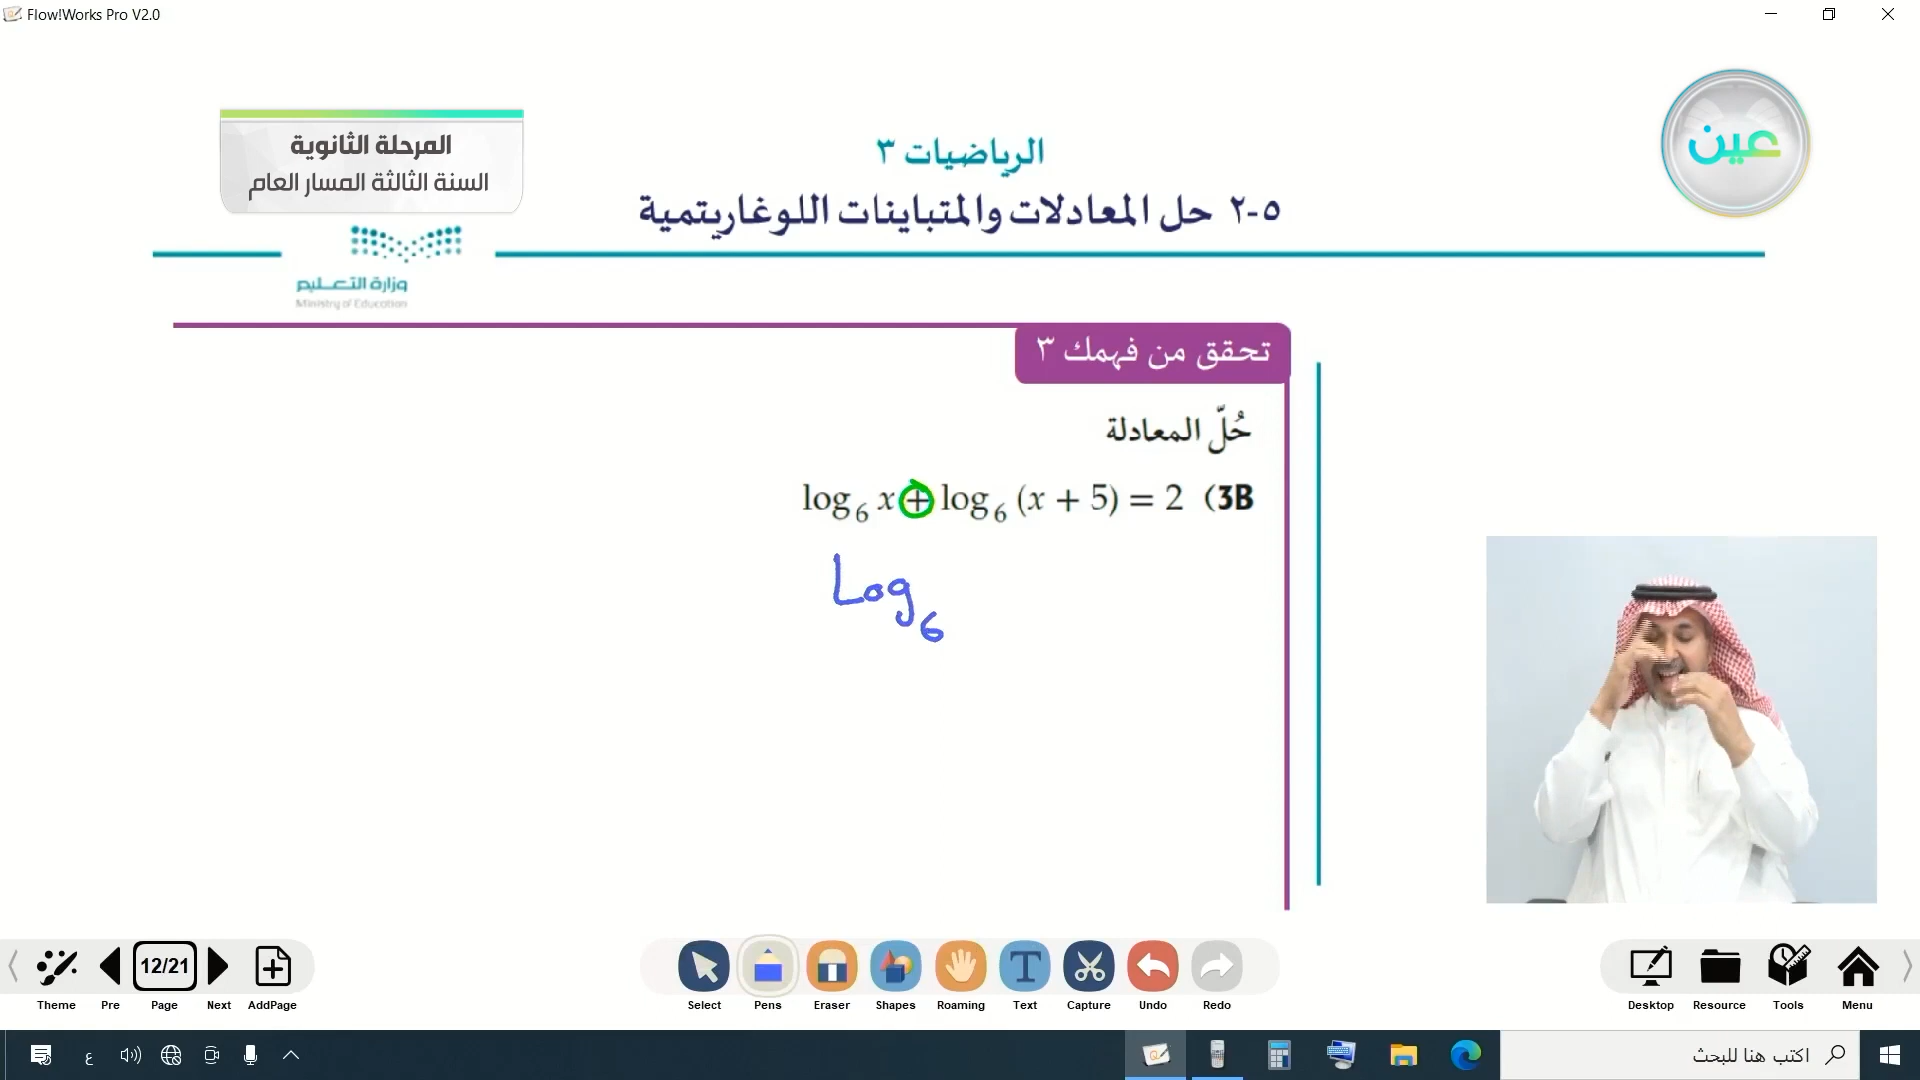 Flow!Works Pro V2.0
عين
المرحلة الثانوية
السنة الثالثة المسار العام
الرياضيات ٣
٥-٢ حل المعادلات والمتباينات اللوغاريتمية
وزارة التعليم
Ministry of Education
تحقق من فهمك ٣
حُلّ المعادلة
log₆ x + log₆ (x + 5) = 2 (3B
Log₆
12/21
Theme Pre Page Next AddPage
Select Pens Eraser Shapes Roaming Text Capture Undo Redo
Desktop Resource Tools Menu
ع
اكتب هنا للبحث